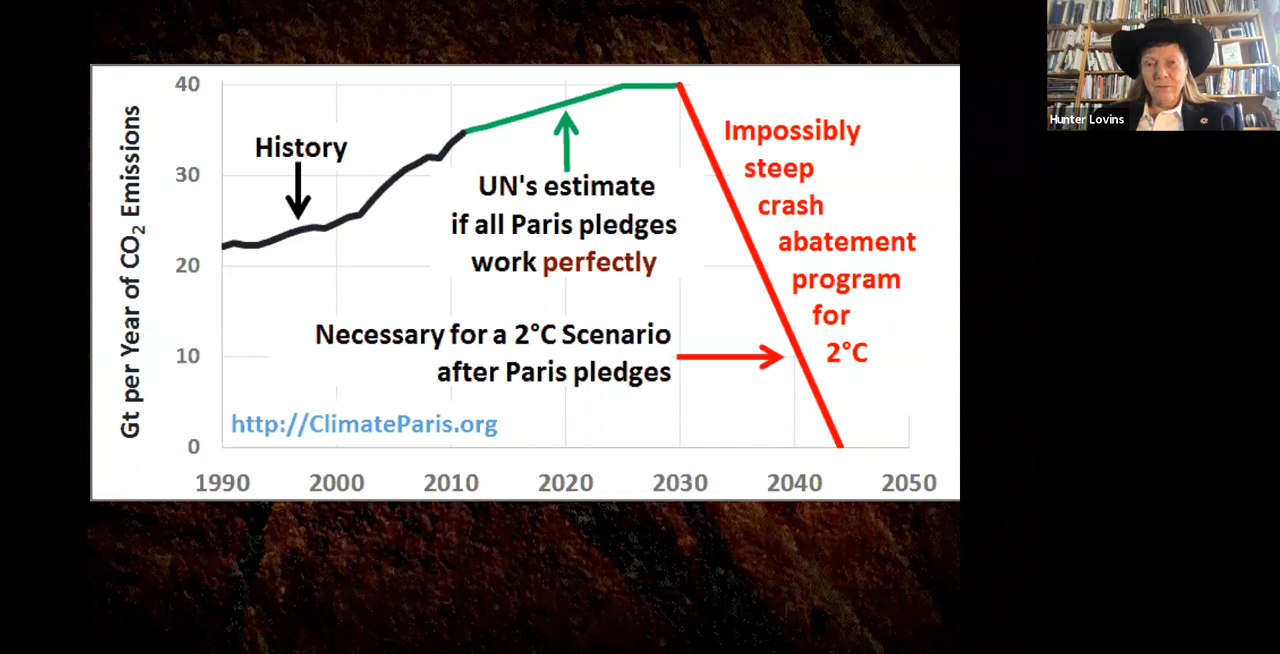 Hunter Lovins
Gt per Year of CO₂ Emissions
40
30
20
10
0
History
UN's estimate
if all Paris pledges
work perfectly
Necessary for a 2°C Scenario
after Paris pledges
Impossibly
steep
crash
abatement
program
for
2°C
http://ClimateParis.org
1990 2000 2010 2020 2030 2040 2050